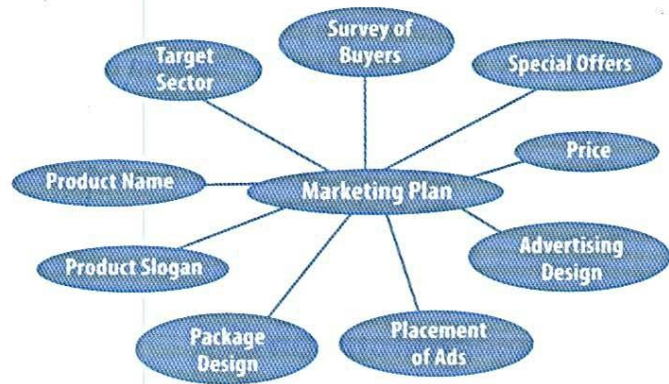 Survey of
Buyers
Target
Sector
Special Offers
Price
Product Name
Marketing Plan
Advertising
Design
Product Slogan
Package
Design
Placement
of Ads